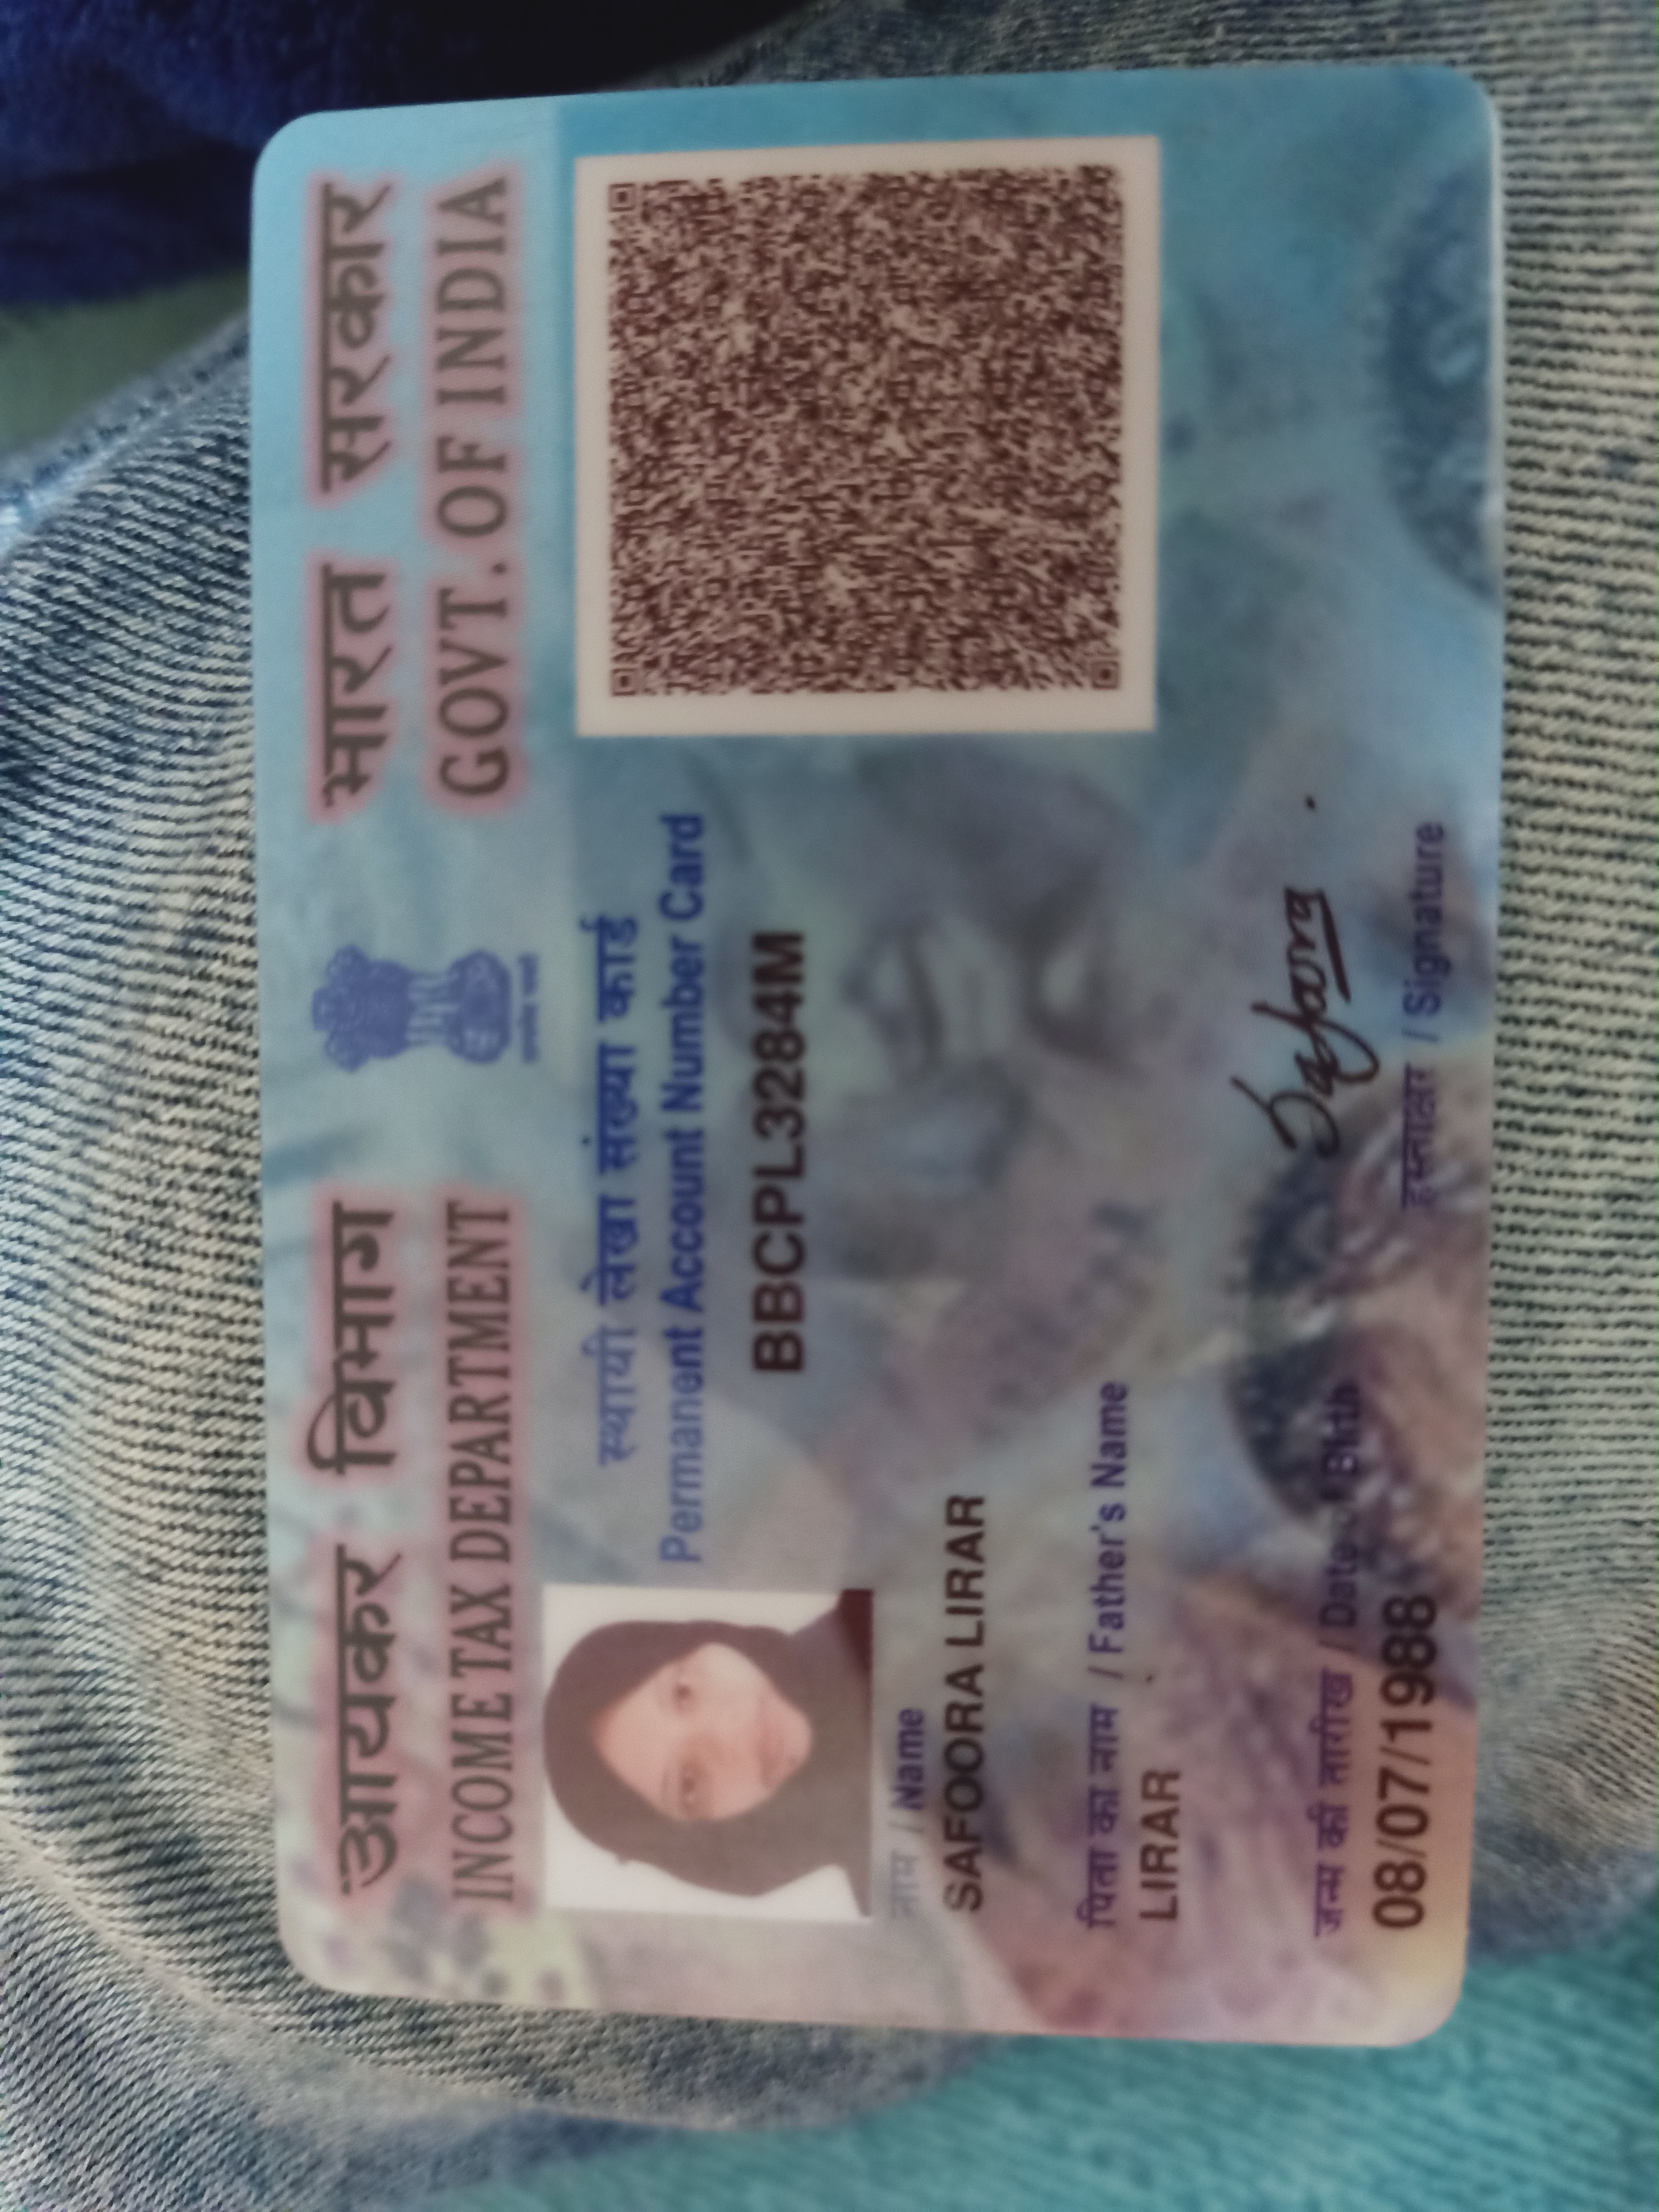 आयकर विभाग
INCOME TAX DEPARTMENT
भारत सरकार
GOVT. OF INDIA
स्थायी लेखा संख्या कार्ड
Permanent Account Number Card
BBCPL3284M
नाम / Name
SAFOORA LIRAR
पिता का नाम / Father's Name
LIRAR
जन्म की तारीख / Date of Birth
08/07/1988
Safoora
हस्ताक्षर / Signature